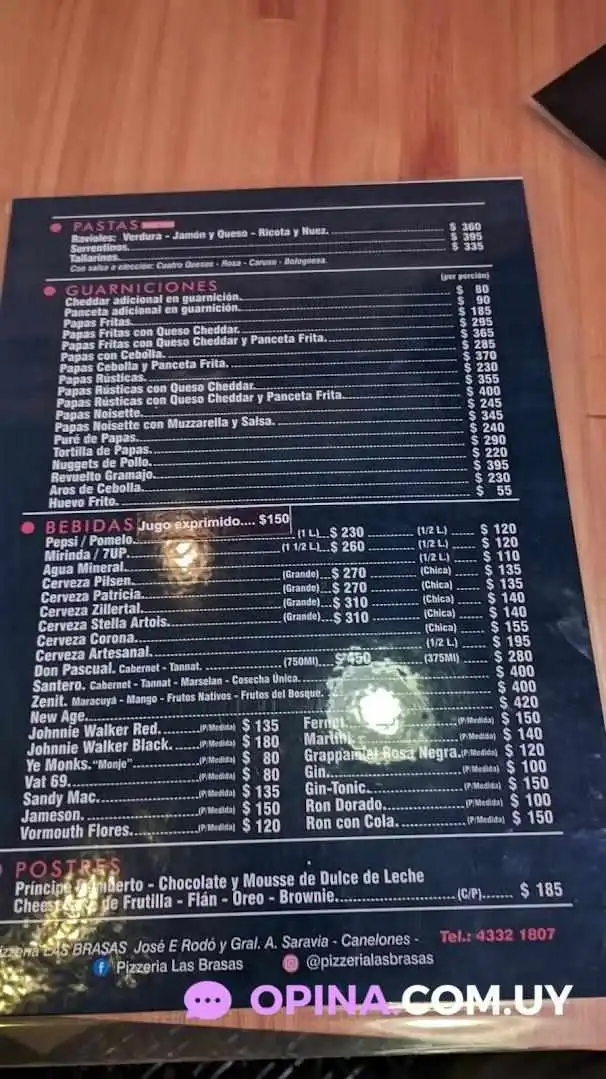 PASTAS
Ravioles: Verdura - Jamón y Queso - Ricota y Nuez. $ 360
Sorrentinos. $ 395
Tallarines. $ 335
Con salsa a elección: Cuatro Quesos - Rosa - Caruso - Bolognesa.
GUARNICIONES (por porción)
Cheddar adicional en guarnición. $ 80
Panceta adicional en guarnición. $ 90
Papas Fritas. $ 185
Papas Fritas con Queso Cheddar. $ 295
Papas Fritas con Queso Cheddar y Panceta Frita. $ 365
Papas con Cebolla. $ 285
Papas Cebolla y Panceta Frita. $ 370
Papas Rústicas. $ 230
Papas Rústicas con Queso Cheddar. $ 355
Papas Rústicas con Queso Cheddar y Panceta Frita. $ 400
Papas Noisette. $ 245
Papas Noisette con Muzzarella y Salsa. $ 345
Puré de Papas. $ 240
Tortilla de Papas. $ 290
Nuggets de Pollo. $ 220
Revuelto Gramajo. $ 395
Aros de Cebolla. $ 230
Huevo Frito. $ 55
BEBIDAS Jugo exprimido.... $150
Pepsi / Pomelo. (1 L) $ 230 (1/2 L.) $ 120
Mirinda / 7UP. (1 1/2 L) $ 260 (1/2 L.) $ 120
Agua Mineral. (1/2 L.) $ 110
Cerveza Pilsen. (Grande) $ 270 (Chica) $ 135
Cerveza Patricia. (Grande) $ 270 (Chica) $ 135
Cerveza Zillertal. (Grande) $ 310 (Chica) $ 140
Cerveza Stella Artois. (Grande) $ 310 (Chica) $ 140
Cerveza Corona. (Chica) $ 155
Cerveza Artesanal. (1/2 L.) $ 195
Don Pascual. Cabernet - Tannat. (750Ml) $ 450 (375Ml) $ 280
Santero. Cabernet - Tannat - Marselan - Cosecha Única. $ 400
Zenit. Maracuyá - Mango - Frutos Nativos - Frutos del Bosque. $ 400
New Age. $ 420
Johnnie Walker Red. (P/Medida) $ 135 Fernet (P/Medida) $ 150
Johnnie Walker Black. (P/Medida) $ 180 Martini (P/Medida) $ 140
Ye Monks. "Monje" (P/Medida) $ 80 Grappamiel Rosa Negra. (P/Medida) $ 120
Vat 69. (P/Medida) $ 80 Gin. (P/Medida) $ 100
Sandy Mac. (P/Medida) $ 135 Gin-Tonic. (P/Medida) $ 150
Jameson. (P/Medida) $ 150 Ron Dorado. (P/Medida) $ 100
Vormouth Flores. (P/Medida) $ 120 Ron con Cola. (P/Medida) $ 150
POSTRES
Príncipe Humberto - Chocolate y Mousse de Dulce de Leche
de Frutilla - Flán - Oreo - Brownie. (C/P) $ 185
LAS BRASAS José E Rodó y Gral. A. Saravia - Canelones - Tel.: 4332 1807
Pizzeria Las Brasas @pizzerialasbrasas
OPINA.COM.UY